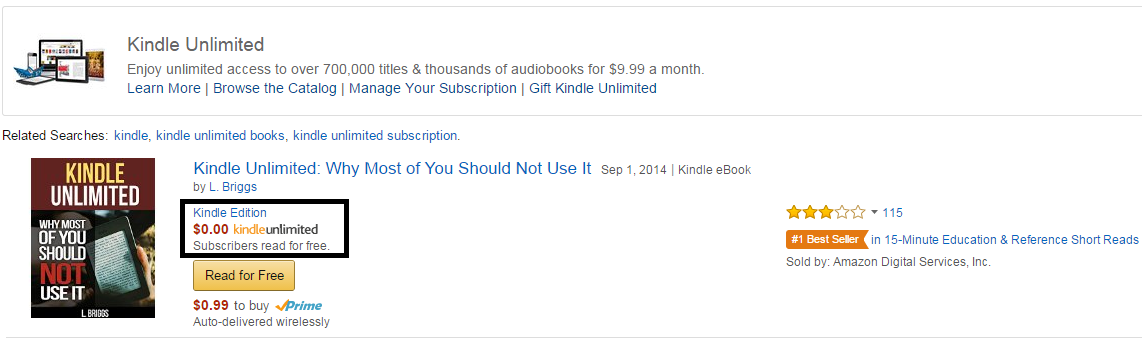 Kindle Unlimited
Enjoy unlimited access to over 700,000 titles & thousands of audiobooks for $9.99 a month.
Learn More | Browse the Catalog | Manage Your Subscription | Gift Kindle Unlimited
Related Searches: kindle, kindle unlimited books, kindle unlimited subscription.
KINDLE
UNLIMITED
WHY MOST
OF YOU
SHOULD
NOT
USE IT
L. BRIGGS
Kindle Unlimited: Why Most of You Should Not Use It Sep 1, 2014 | Kindle eBook
by L. Briggs
Kindle Edition
$0.00 kindleunlimited
Subscribers read for free.
Read for Free
$0.99 to buy Prime
Auto-delivered wirelessly
115
#1 Best Seller in 15-Minute Education & Reference Short Reads
Sold by: Amazon Digital Services, Inc.